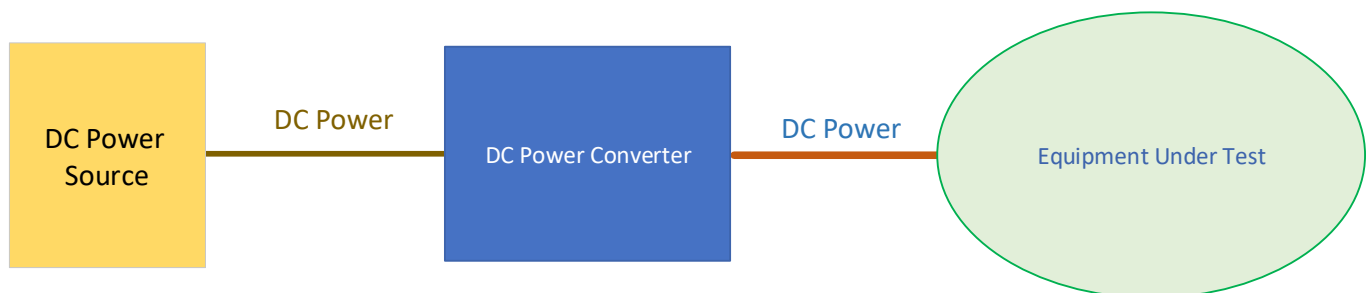 DC Power
Source
DC Power
DC Power Converter
DC Power
Equipment Under Test